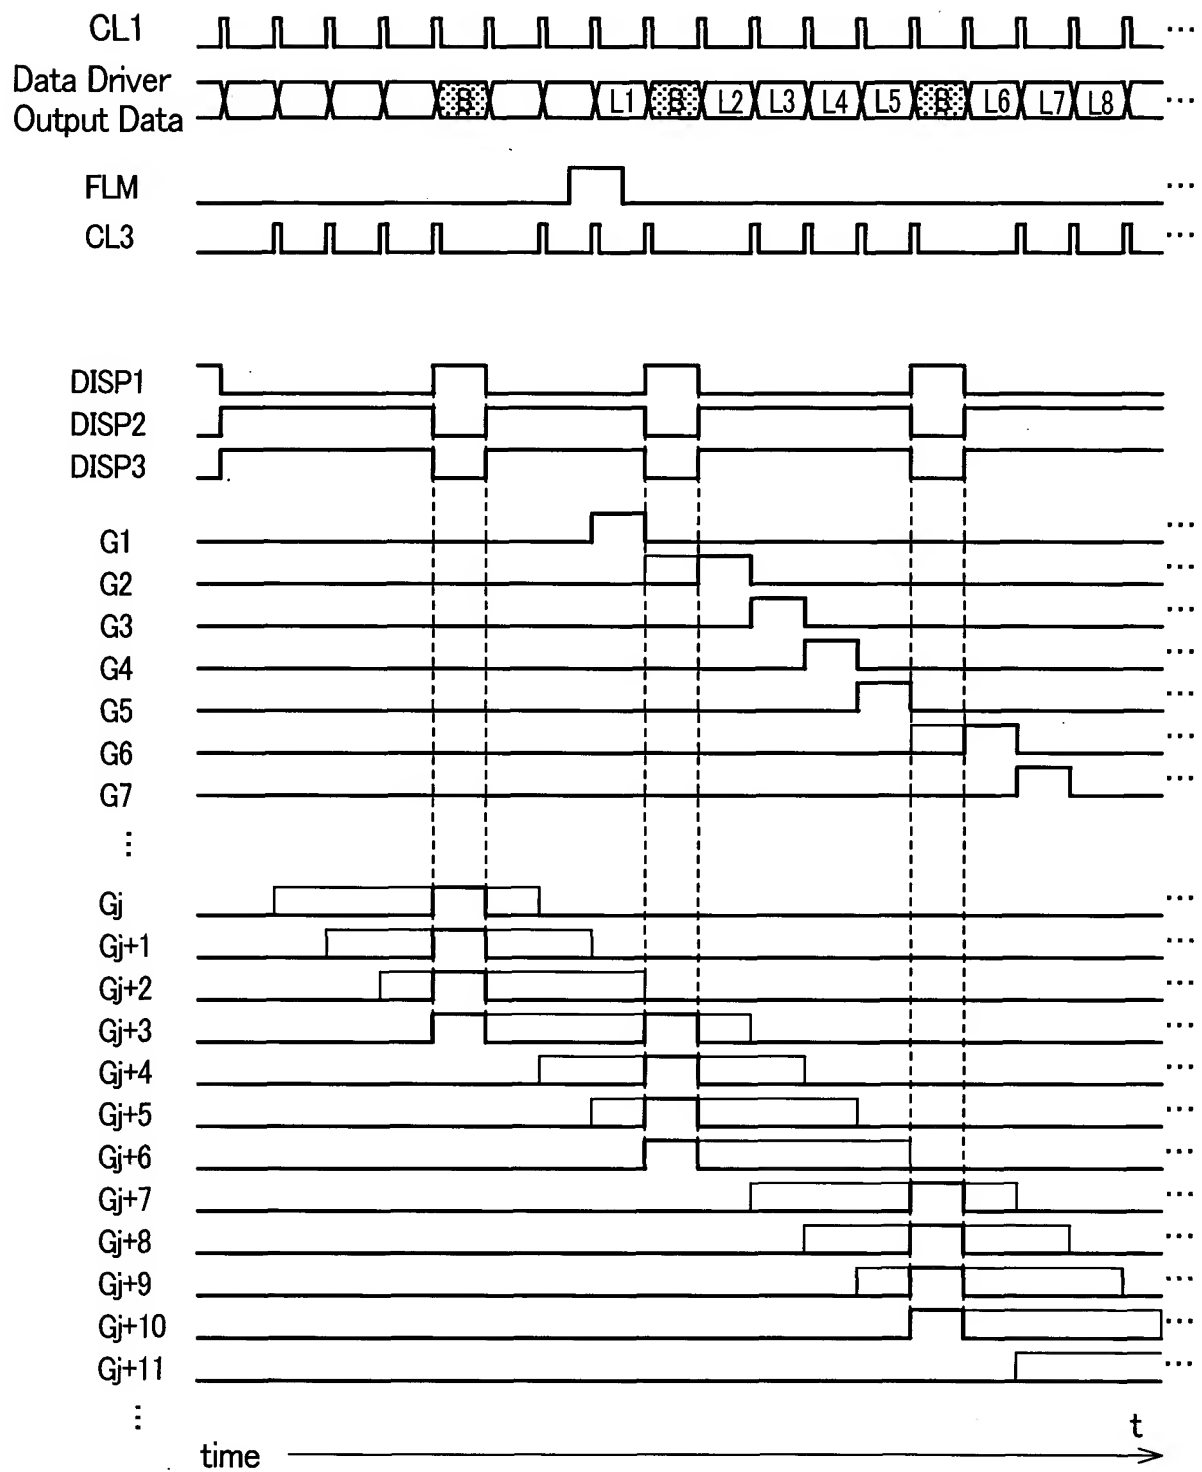 CL1 ...
Data Driver
Output Data B L1 B L2 L3 L4 L5 B L6 L7 L8 ...
FLM ...
CL3 ...
DISP1
DISP2
DISP3
G1 ...
G2 ...
G3 ...
G4 ...
G5 ...
G6 ...
G7 ...
⋮
Gj ...
Gj+1 ...
Gj+2 ...
Gj+3 ...
Gj+4 ...
Gj+5 ...
Gj+6 ...
Gj+7 ...
Gj+8 ...
Gj+9 ...
Gj+10 ...
Gj+11 ...
⋮
time t